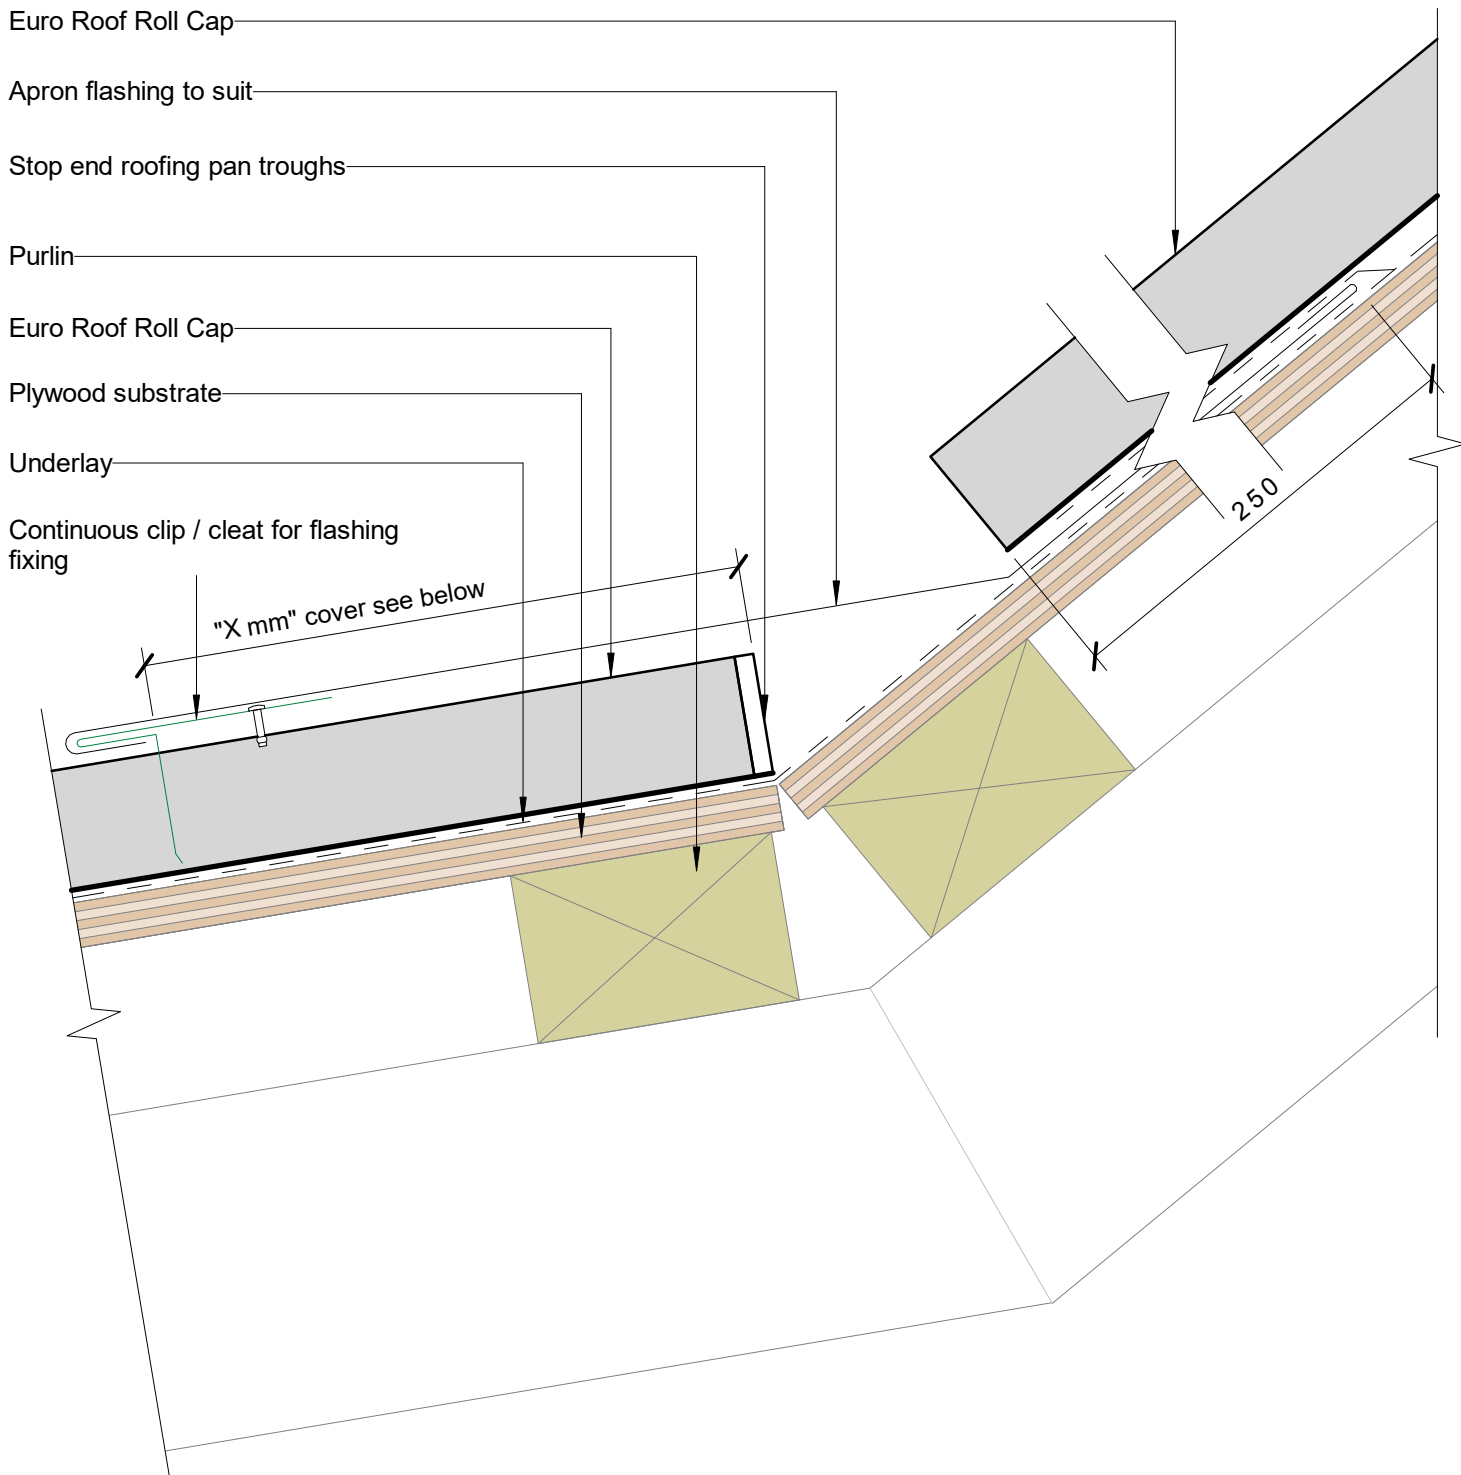 Euro Roof Roll Cap
Apron flashing to suit
Stop end roofing pan troughs
Purlin
Euro Roof Roll Cap
Plywood substrate
Underlay
Continuous clip / cleat for flashing
fixing
"X mm" cover see below
250